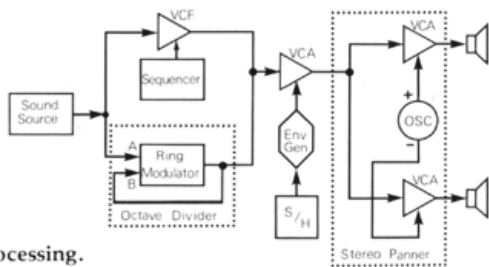 VCF
VCA
VCA
Sequencer
Sound
Source
A
Ring
Modulator
B
Octave Divider
Env
Gen
S/H
+
OSC
-
VCA
Stereo Panner
ocessing.